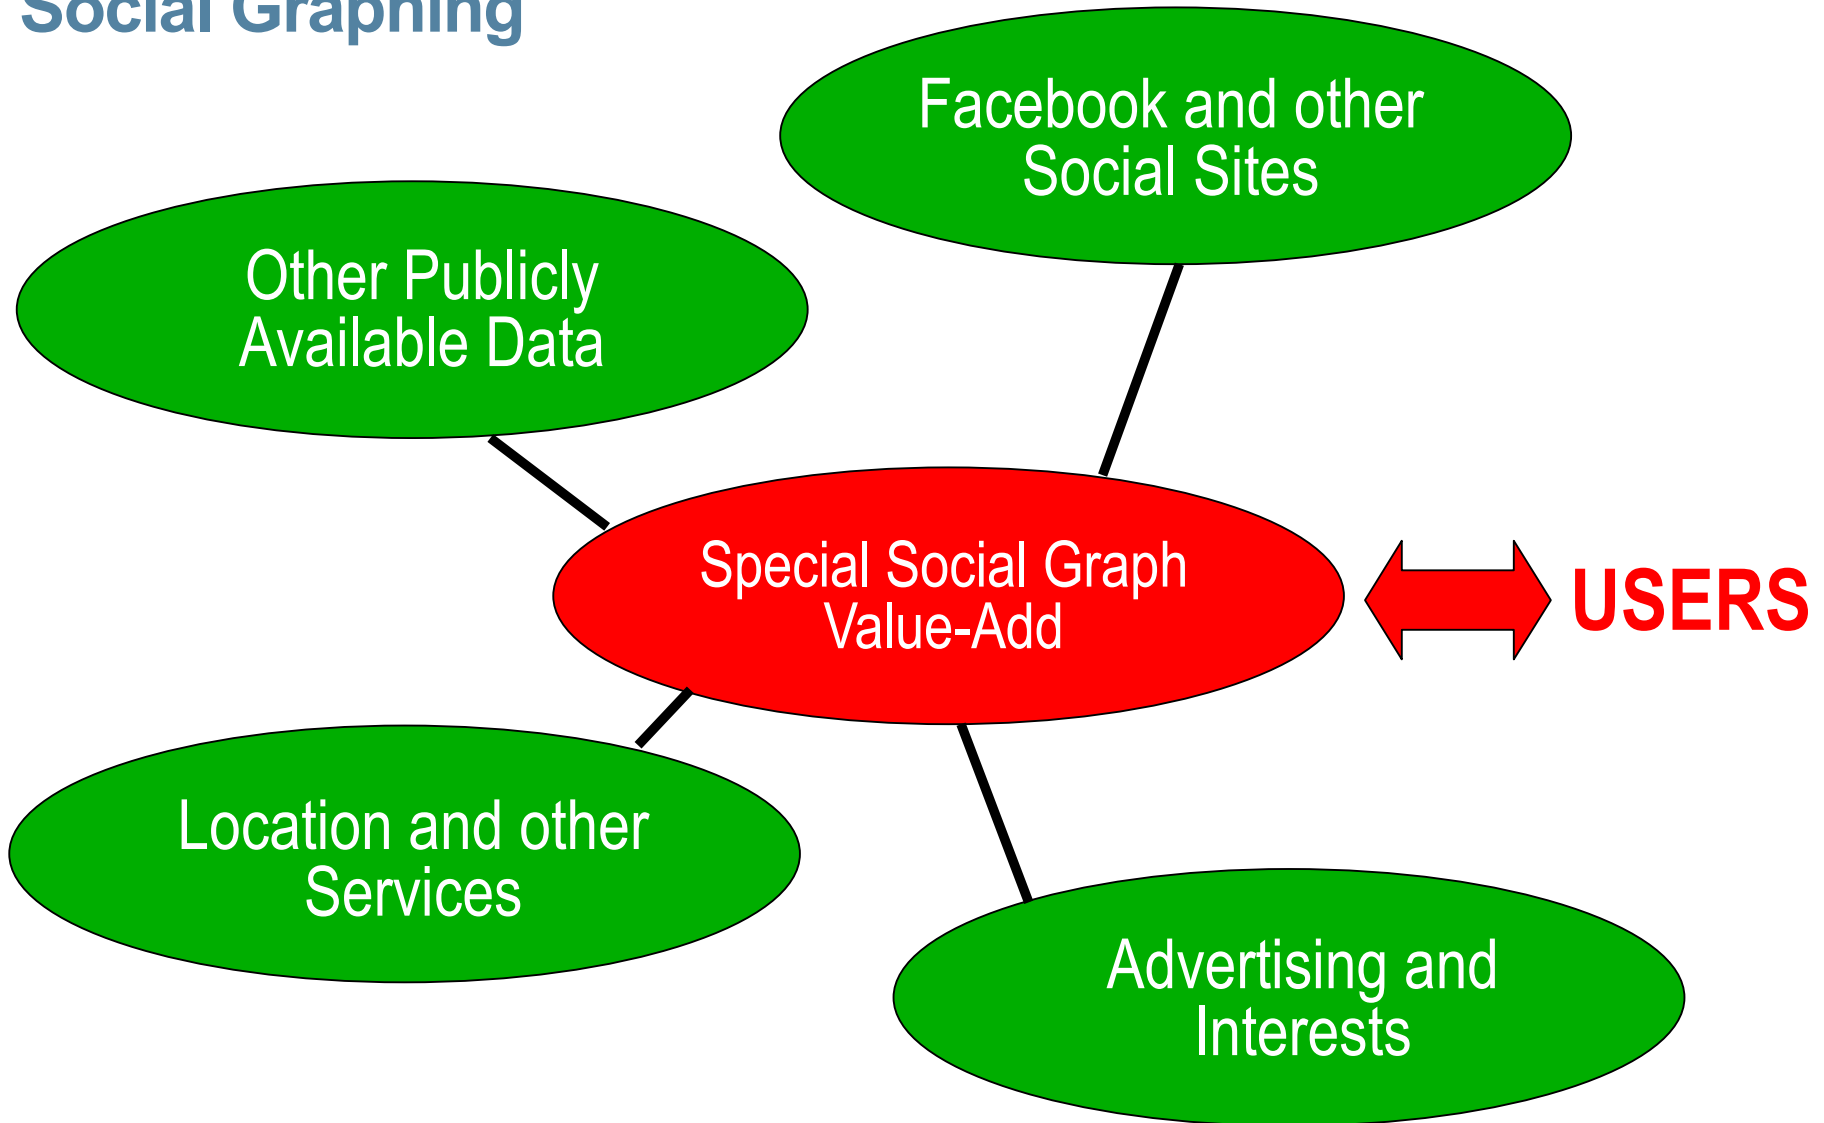 Social Graphing
Facebook and other
Social Sites
Other Publicly
Available Data
Special Social Graph
Value-Add
USERS
Location and other
Services
Advertising and
Interests